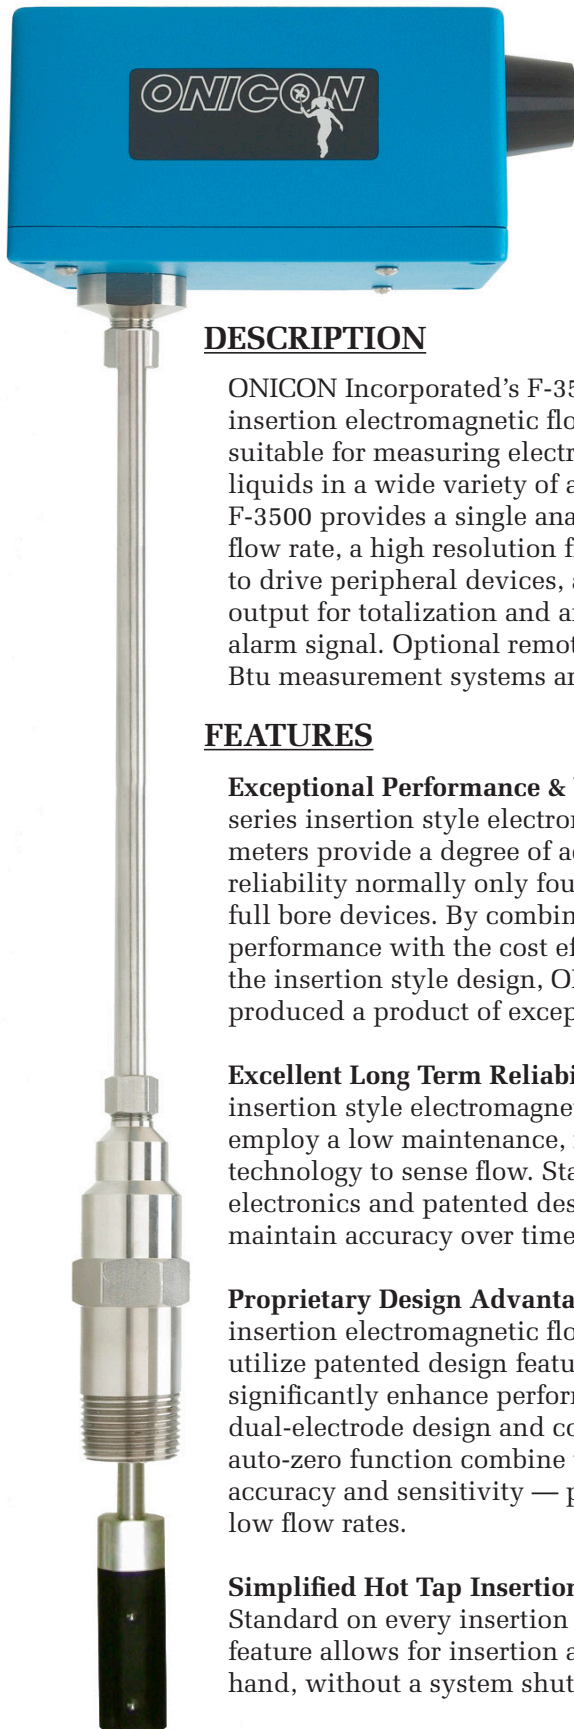 ONICON
DESCRIPTION
ONICON Incorporated's F-35
insertion electromagnetic flo
suitable for measuring electr
liquids in a wide variety of a
F-3500 provides a single ana
flow rate, a high resolution f
to drive peripheral devices, a
output for totalization and a
alarm signal. Optional remot
Btu measurement systems a
FEATURES
Exceptional Performance &
series insertion style electro
meters provide a degree of a
reliability normally only fou
full bore devices. By combin
performance with the cost ef
the insertion style design, O
produced a product of excep
Excellent Long Term Reliabi
insertion style electromagne
employ a low maintenance,
technology to sense flow. Sta
electronics and patented des
maintain accuracy over time
Proprietary Design Advanta
insertion electromagnetic flo
utilize patented design featu
significantly enhance perfor
dual-electrode design and co
auto-zero function combine
accuracy and sensitivity — p
low flow rates.
Simplified Hot Tap Insertion
Standard on every insertion
feature allows for insertion a
hand, without a system shut